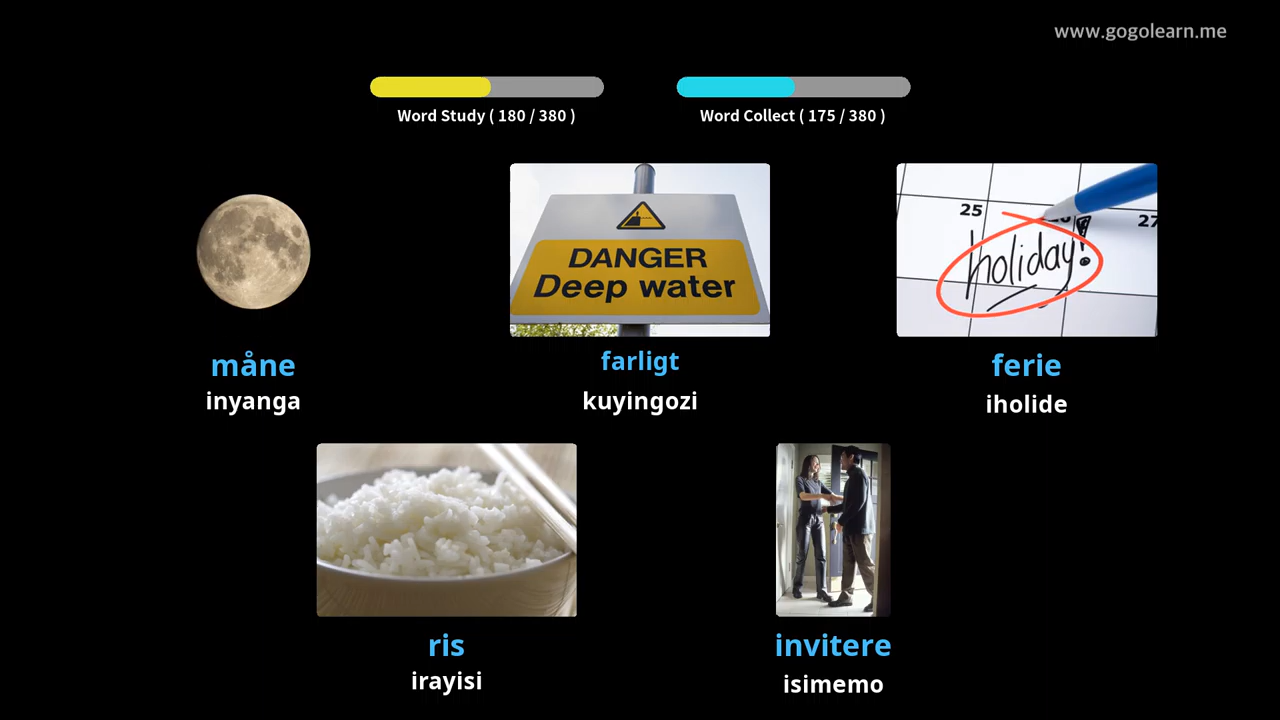 www.gogolearn.me
Word Study ( 180 / 380 )
Word Collect ( 175 / 380 )
DANGER
Deep water
25
27
holiday!
måne
farligt
ferie
inyanga
kuyingozi
iholide
ris
invitere
irayisi
isimemo